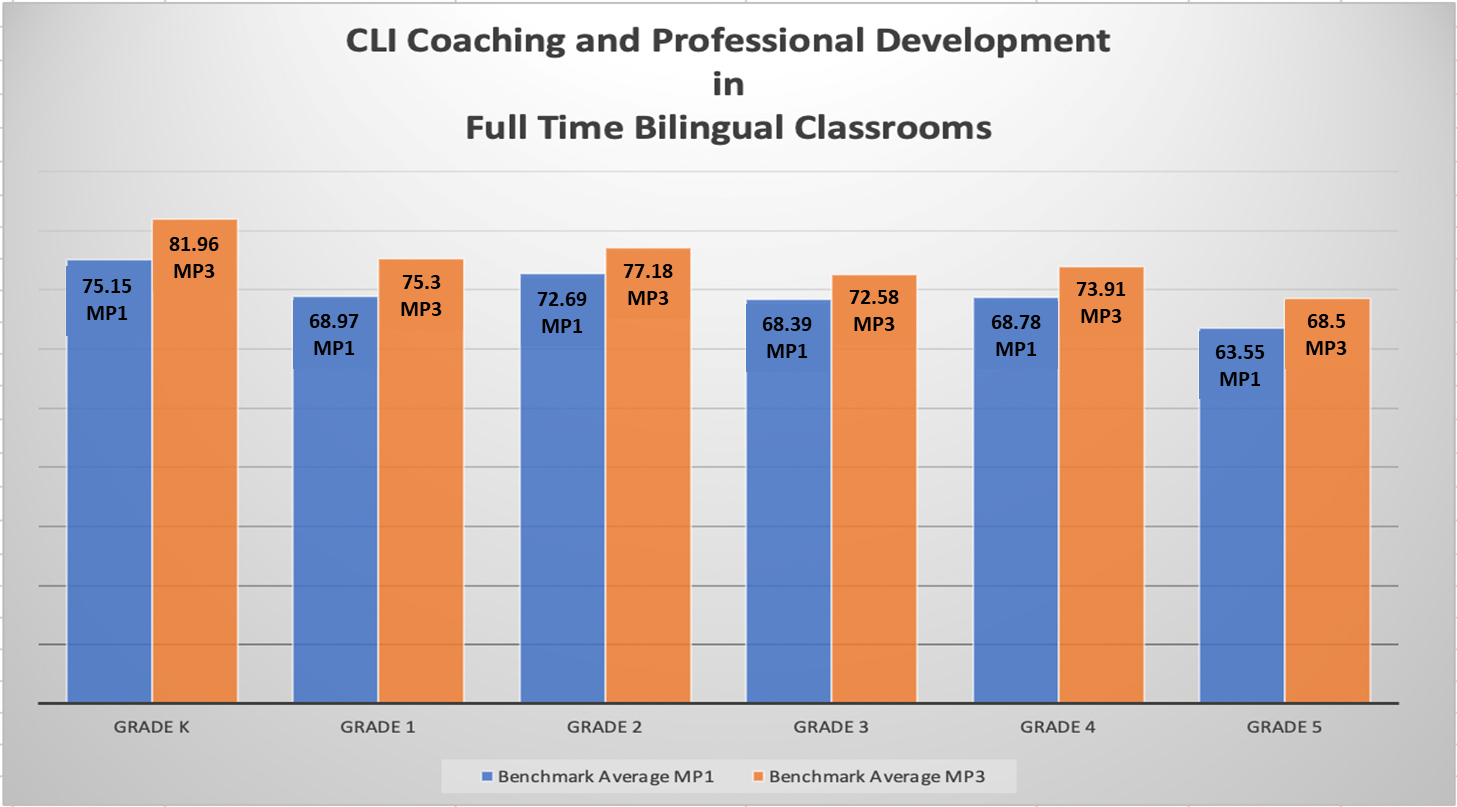 CLI Coaching and Professional Development
in
Full Time Bilingual Classrooms
75.15
MP1
81.96
MP3
68.97
MP1
75.3
MP3
72.69
MP1
77.18
MP3
68.39
MP1
72.58
MP3
68.78
MP1
73.91
MP3
63.55
MP1
68.5
MP3
GRADE K
GRADE 1
GRADE 2
GRADE 3
GRADE 4
GRADE 5
Benchmark Average MP1
Benchmark Average MP3